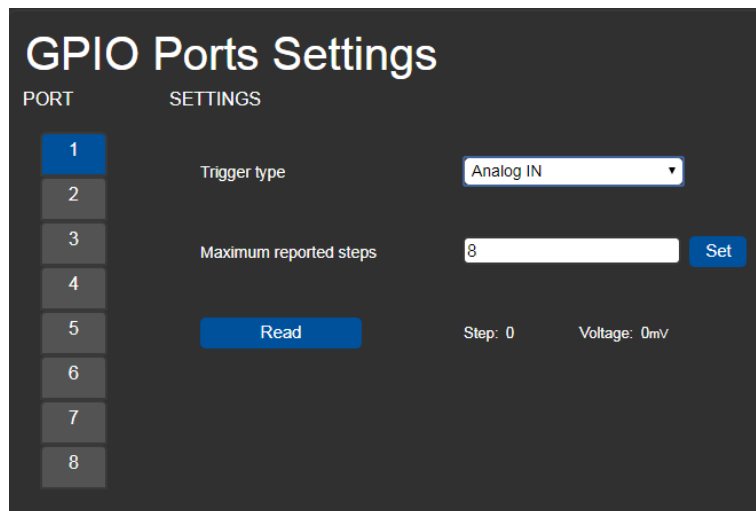 GPIO Ports Settings
PORT SETTINGS
1
Trigger type Analog IN
2
3
Maximum reported steps 8 Set
4
5
Read Step: 0 Voltage: 0mV
6
7
8